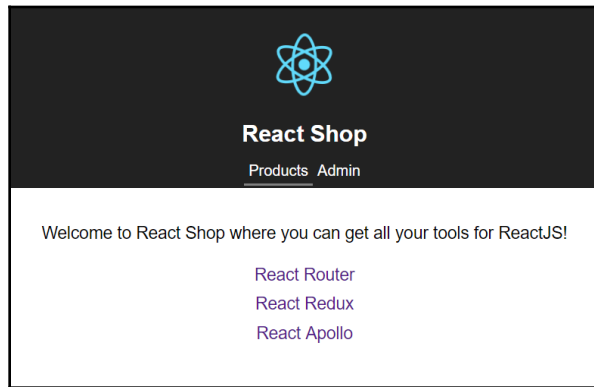 React Shop
Products Admin
Welcome to React Shop where you can get all your tools for ReactJS!
React Router
React Redux
React Apollo